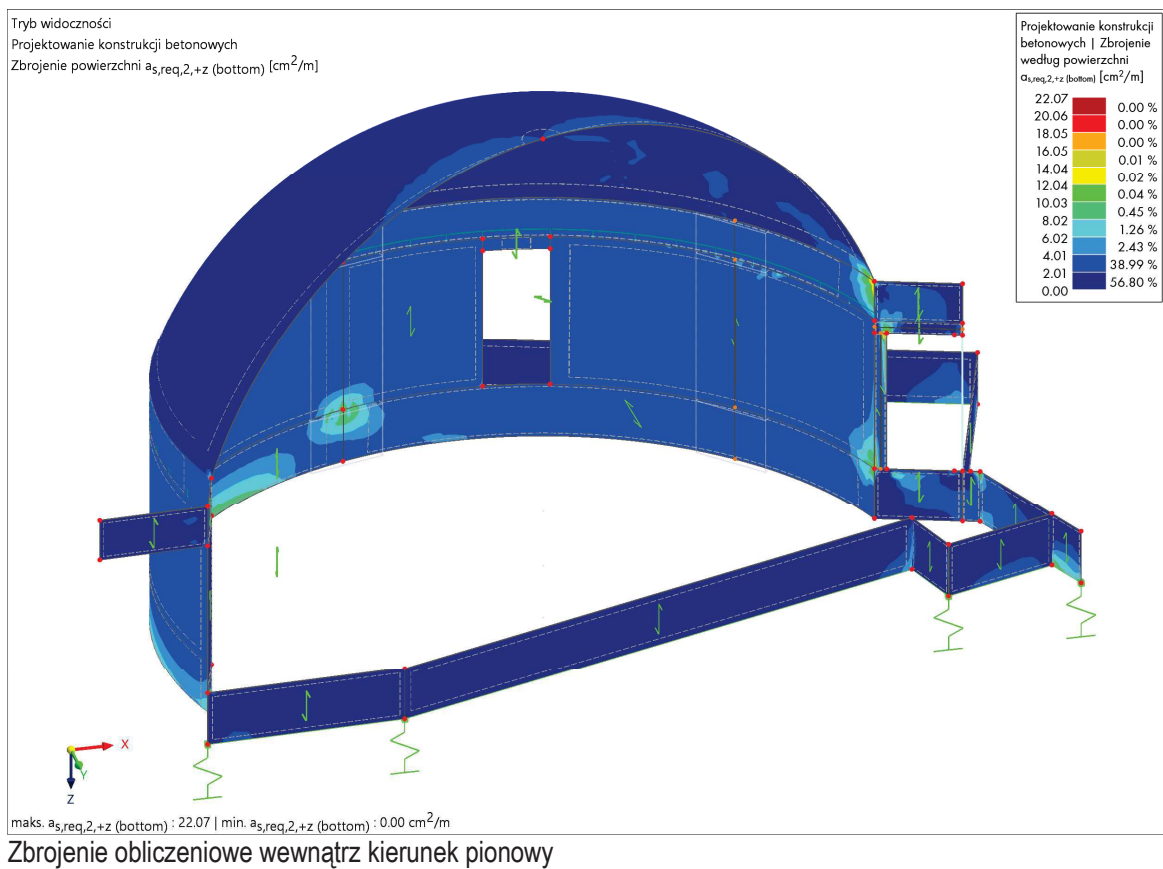 Tryb widoczności
Projektowanie konstrukcji betonowych
Zbrojenie powierzchni as,req,2,+z (bottom) [cm2/m]
Projektowanie konstrukcji
betonowych | Zbrojenie
według powierzchni
as,req,2,+z (bottom) [cm2/m]
22.07
20.06 0.00 %
18.05 0.00 %
16.05 0.00 %
14.04 0.01 %
12.04 0.02 %
10.03 0.04 %
8.02 0.45 %
6.02 1.26 %
4.01 2.43 %
2.01 38.99 %
0.00 56.80 %
X
Y
Z
maks. as,req,2,+z (bottom) : 22.07 | min. as,req,2,+z (bottom) : 0.00 cm2/m
Zbrojenie obliczeniowe wewnątrz kierunek pionowy